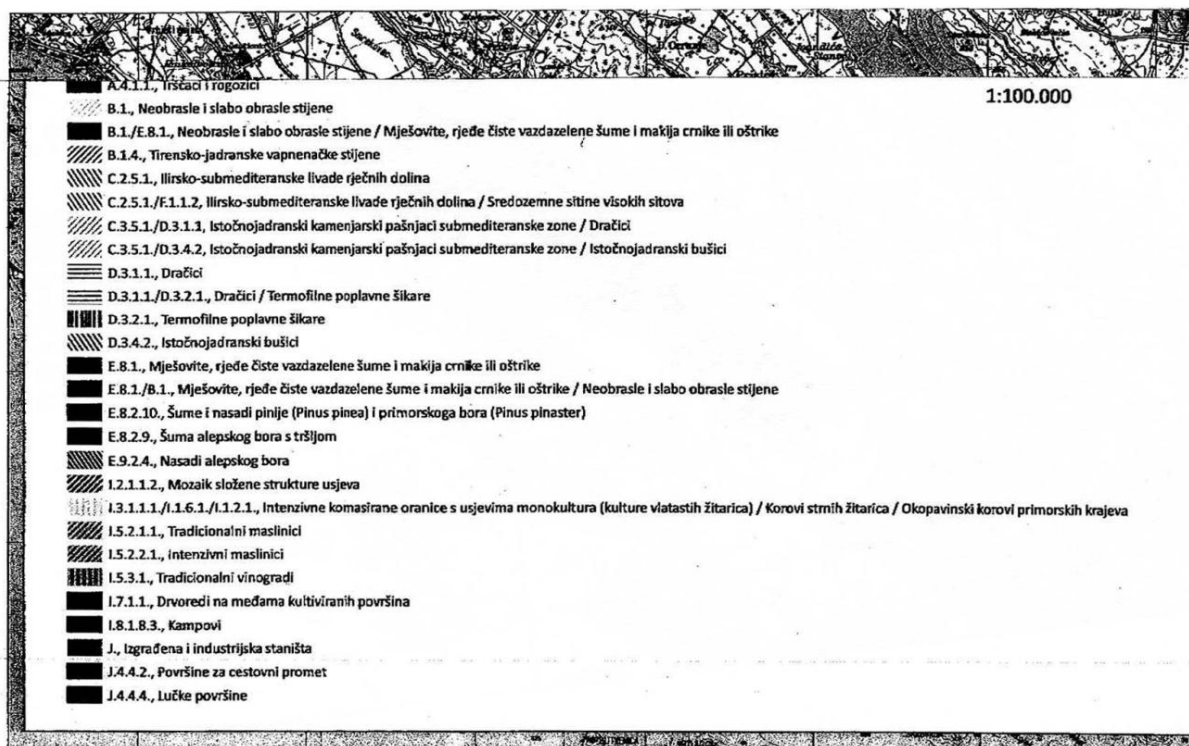 A.4.1.1., Tršćaci i rogozici
1:100.000
B.1., Neobrasle i slabo obrasle stijene
B.1./E.8.1., Neobrasle i slabo obrasle stijene / Mješovite, rjeđe čiste vazdazelene šume i makija crnike ili oštrike
B.1.4., Tirensko-jadranske vapnenačke stijene
C.2.5.1., Ilirsko-submediteranske livade rječnih dolina
C.2.5.1./F.1.1.2, Ilirsko-submediteranske livade rječnih dolina / Sredozemne sitine visokih sitova
C.3.5.1./D.3.1.1, Istočnojadranski kamenjarski pašnjaci submediteranske zone / Dračici
C.3.5.1./D.3.4.2, Istočnojadranski kamenjarski pašnjaci submediteranske zone / Istočnojadranski bušici
D.3.1.1., Dračici
D.3.1.1./D.3.2.1., Dračici / Termofilne poplavne šikare
D.3.2.1., Termofilne poplavne šikare
D.3.4.2., Istočnojadranski bušici
E.8.1., Mješovite, rjeđe čiste vazdazelene šume i makija crnike ili oštrike
E.8.1./B.1., Mješovite, rjeđe čiste vazdazelene šume i makija crnike ili oštrike / Neobrasle i slabo obrasle stijene
E.8.2.10., Šume i nasadi pinije (Pinus pinea) i primorskoga bora (Pinus pinaster)
E.8.2.9., Šuma alepskog bora s tršljom
E.9.2.4., Nasadi alepskog bora
I.2.1.1.2., Mozaik složene strukture usjeva
I.3.1.1.1./I.1.6.1./I.1.2.1., Intenzivne komasirane oranice s usjevima monokultura (kulture vlatastih žitarica) / Korovi strnih žitarica / Okopavinski korovi primorskih krajeva
I.5.2.1.1., Tradicionalni maslinici
I.5.2.2.1., Intenzivni maslinici
I.5.3.1., Tradicionalni vinogradi
I.7.1.1., Drvoredi na međama kultiviranih površina
I.8.1.8.3., Kampovi
J., Izgrađena i industrijska staništa
J.4.4.2., Površine za cestovni promet
J.4.4.4., Lučke površine